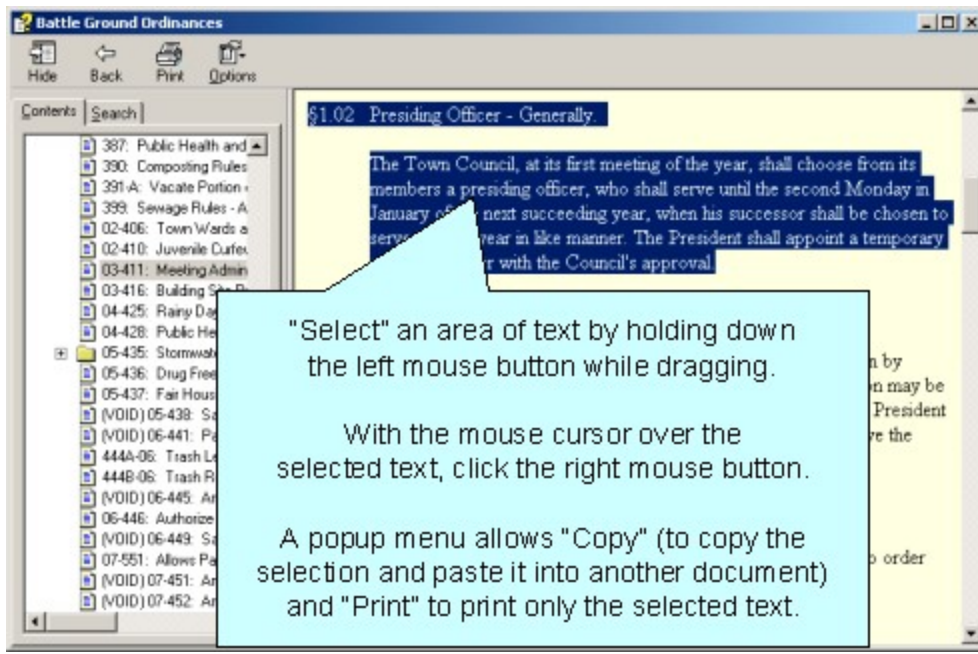 Battle Ground Ordinances
Hide Back Print Options
Contents Search
387: Public Health and
390: Composting Rules
391-A: Vacate Portion
399: Sewage Rules - A
02-406: Town Wards a
02-410: Juvenile Curfew
03-411: Meeting Admin
03-416: Building
04-425: Rainy Day
04-428: Public He
05-435: Stormwat
05-436: Drug Free
05-437: Fair Hous
(VOID) 05-438: Sa
(VOID) 06-441: Pa
444A-06: Trash Le
444B-06: Trash R
(VOID) 06-445: Ar
06-446: Authorize
(VOID) 06-449: Sa
07-551: Allows Pa
(VOID) 07-451: Ar
(VOID) 07-452: Ar
§1.02 Presiding Officer - Generally.
The Town Council, at its first meeting of the year, shall choose from its
members a presiding officer, who shall serve until the second Monday in
January of next succeeding year, when his successor shall be chosen to
serve year in like manner. The President shall appoint a temporary
r with the Council's approval.
n by
n may be
President
ve the
o order
"Select" an area of text by holding down
the left mouse button while dragging.
With the mouse cursor over the
selected text, click the right mouse button.
A popup menu allows "Copy" (to copy the
selection and paste it into another document)
and "Print" to print only the selected text.